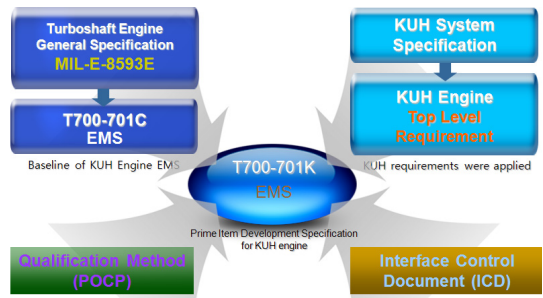 Turboshaft Engine
General Specification
MIL-E-8593E
KUH System
Specification
T700-701C
EMS
KUH Engine
Top Level
Requirement
Baseline of KUH Engine EMS
KUH requirements were applied
T700-701K
EMS
Prime Item Development Specification
for KUH engine
Qualification Method
(POCP)
Interface Control
Document (ICD)